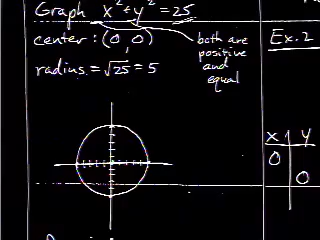 Graph x² + y² = 25
center : (0, 0)
radius = √25 = 5
both are
positive
and
equal
Ex. 2
x y
0
0